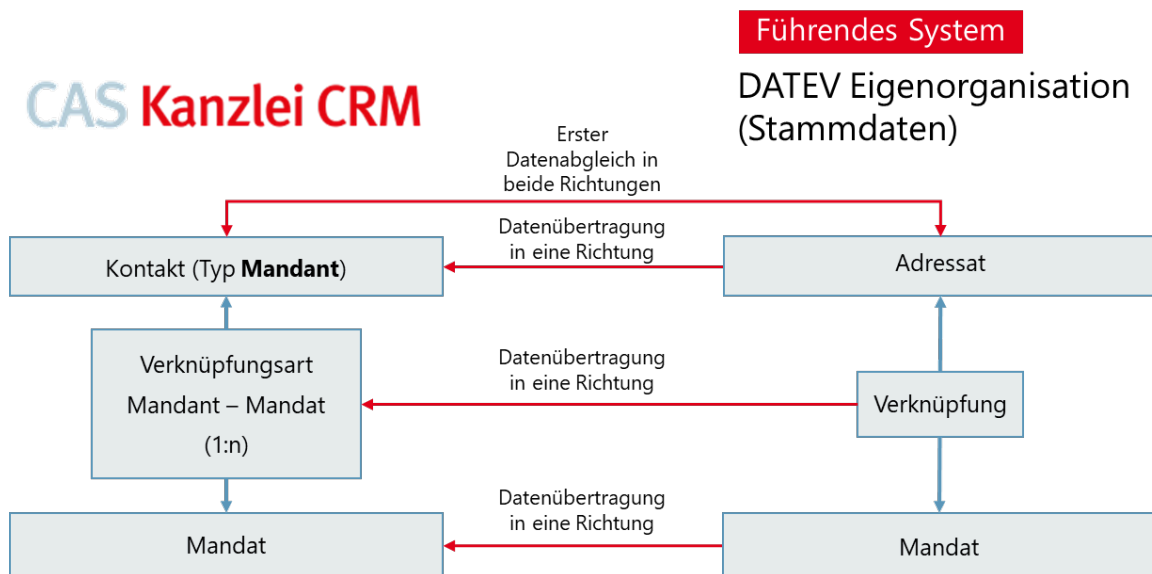 Führendes System
CAS Kanzlei CRM
DATEV Eigenorganisation
(Stammdaten)
Erster
Datenabgleich in
beide Richtungen
Datenübertragung
in eine Richtung
Kontakt (Typ Mandant)
Adressat
Verknüpfungsart
Mandant – Mandat
(1:n)
Datenübertragung
in eine Richtung
Verknüpfung
Datenübertragung
in eine Richtung
Mandat
Mandat